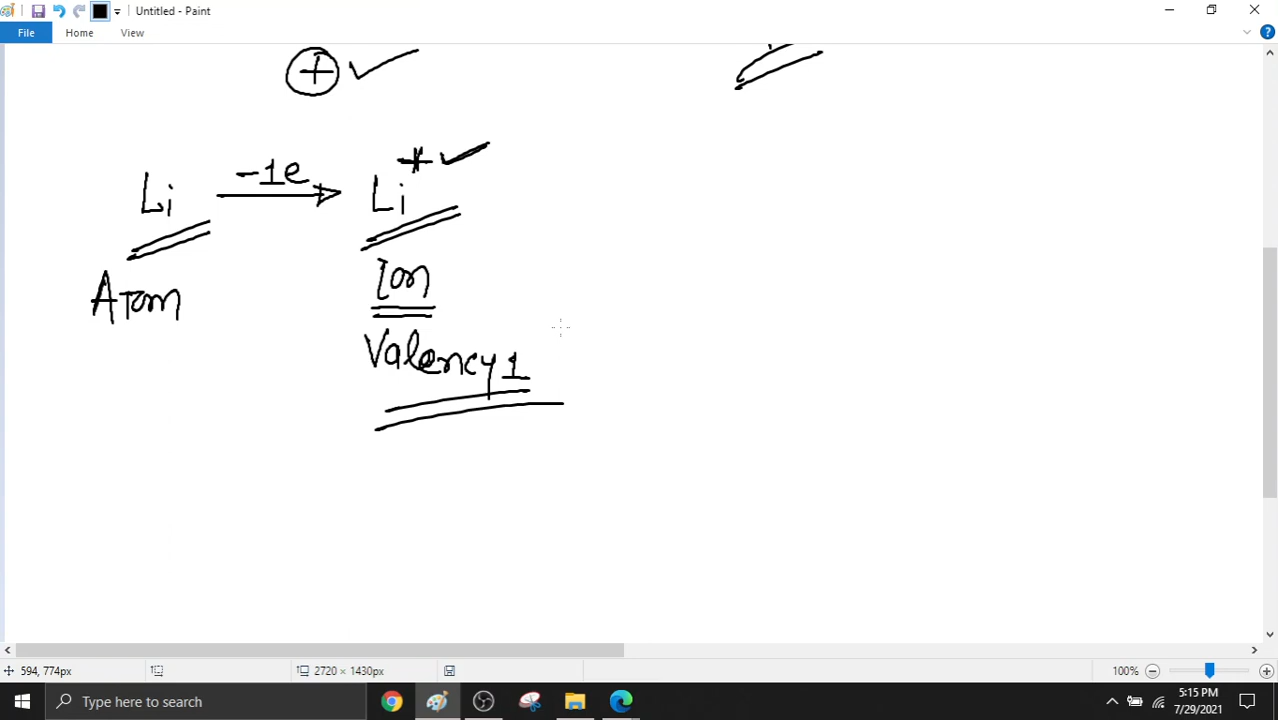 Untitled - Paint
File Home View
+
-1e
Li Li+
Ion
Atom
Valency 1
594, 774px 2720 × 1430px 100%
Type here to search
5:15 PM
7/29/2021